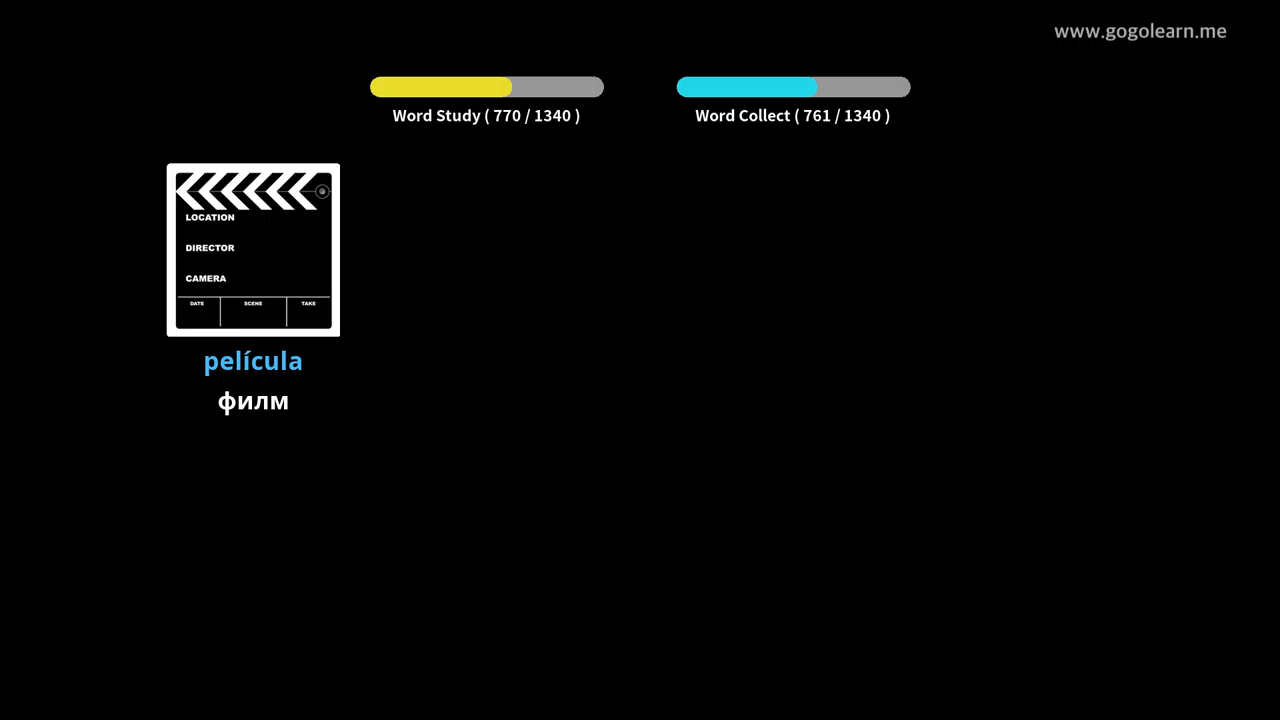 www.gogolearn.me
Word Study ( 770 / 1340 )
Word Collect ( 761 / 1340 )
LOCATION
DIRECTOR
CAMERA
DATE SCENE TAKE
película
филм